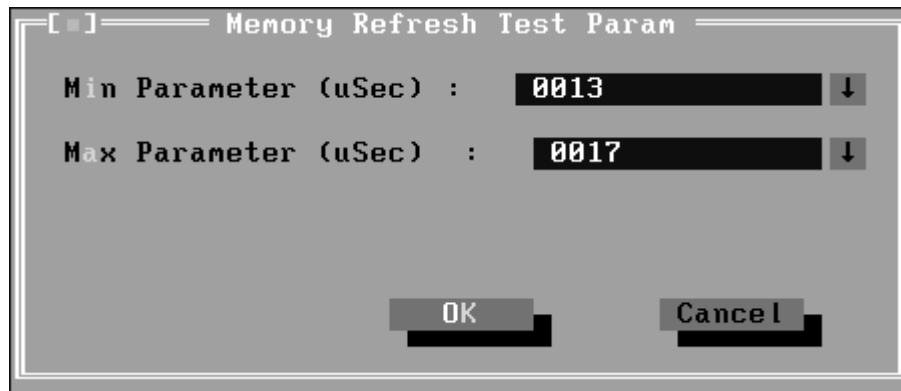 [■] Memory Refresh Test Param
Min Parameter (uSec) : 0013 ↓
Max Parameter (uSec) : 0017 ↓
OK Cancel